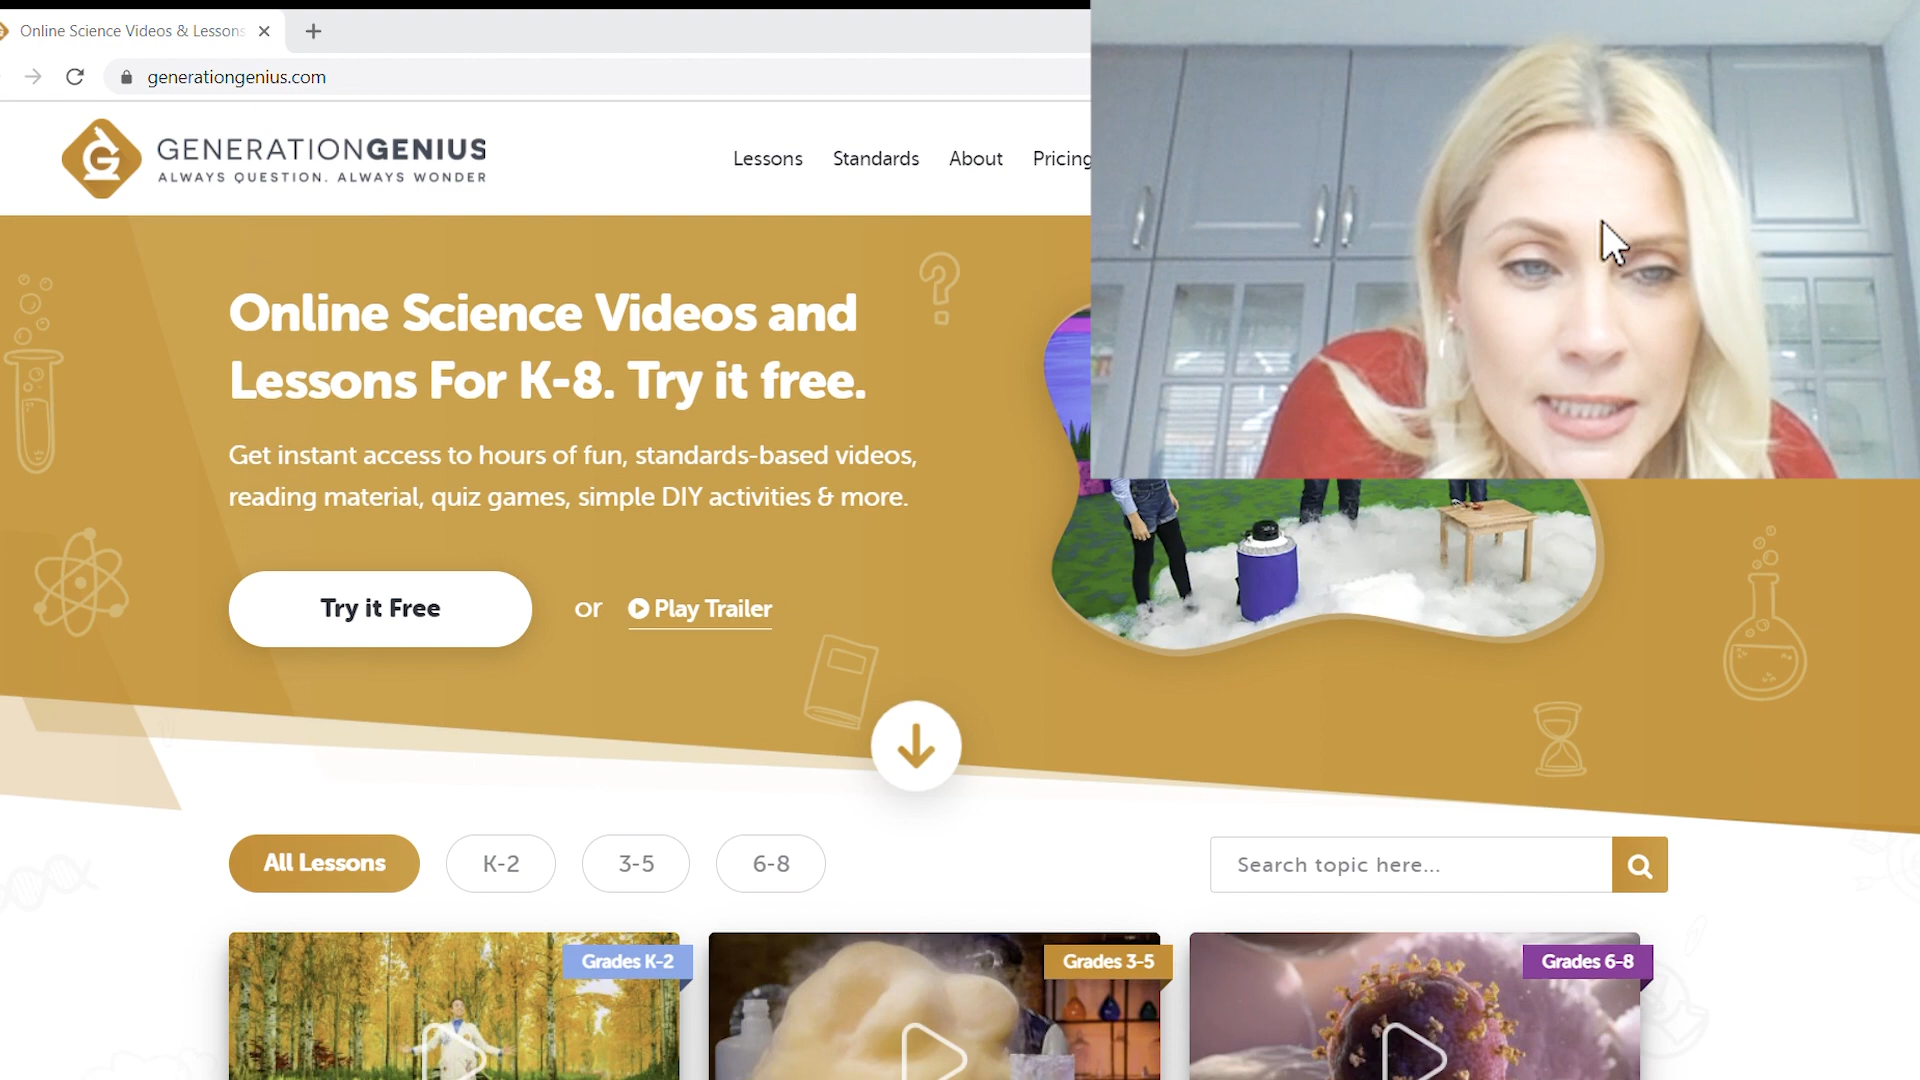 Online Science Videos & Lessons
generationgenius.com
GENERATIONGENIUS
ALWAYS QUESTION. ALWAYS WONDER
Lessons Standards About Pricing
Online Science Videos and
Lessons For K-8. Try it free.
Get instant access to hours of fun, standards-based videos,
reading material, quiz games, simple DIY activities & more.
Try it Free or Play Trailer
All Lessons K-2 3-5 6-8 Search topic here...
Grades K-2 Grades 3-5 Grades 6-8